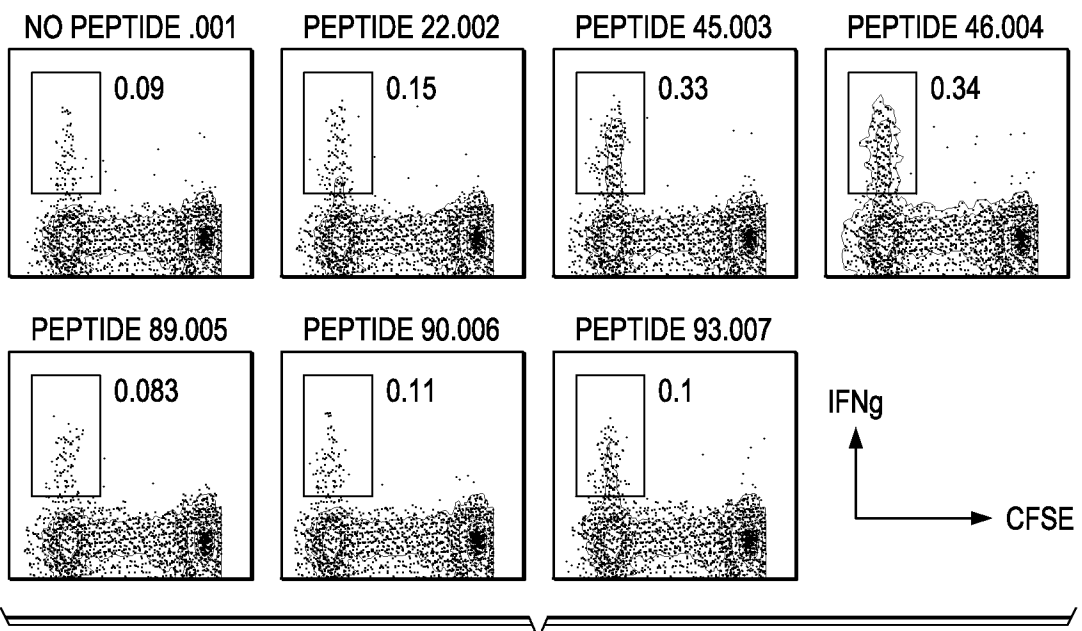 NO PEPTIDE .001
PEPTIDE 22.002
PEPTIDE 45.003
PEPTIDE 46.004
0.09
0.15
0.33
0.34
PEPTIDE 89.005
PEPTIDE 90.006
PEPTIDE 93.007
0.083
0.11
0.1
IFNg
CFSE